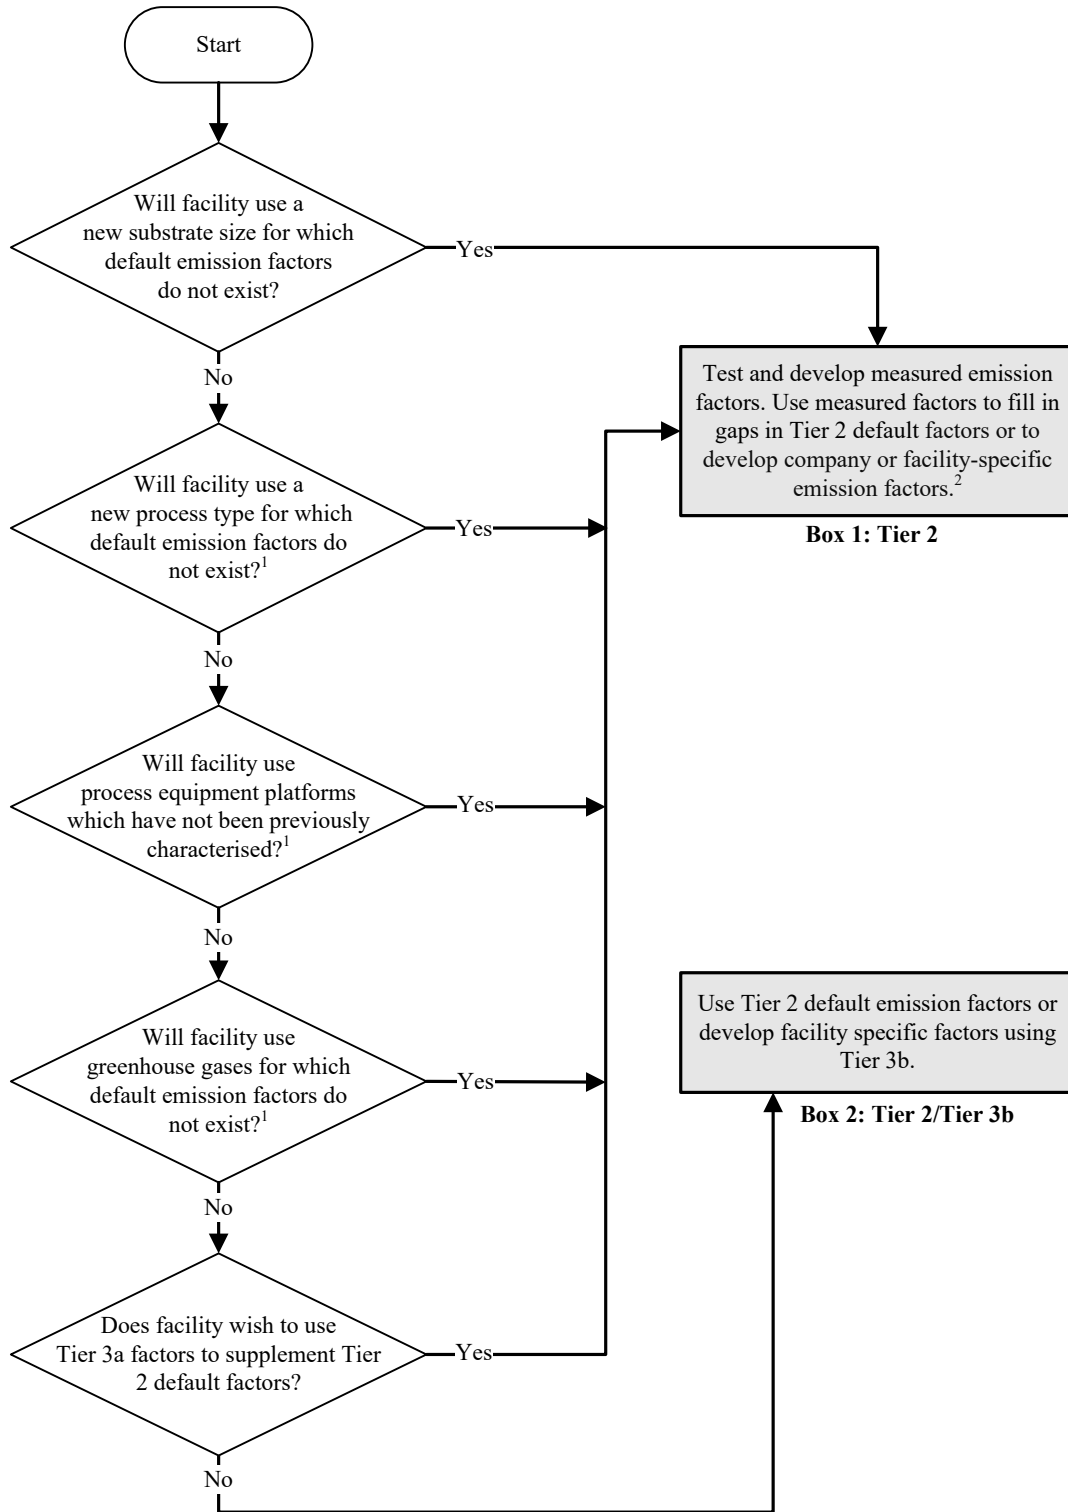 Start
Will facility use a
new substrate size for which
default emission factors
do not exist?
Yes
No
Test and develop measured emission
factors. Use measured factors to fill in
gaps in Tier 2 default factors or to
develop company or facility-specific
emission factors.2
Box 1: Tier 2
Will facility use a
new process type for which
default emission factors do
not exist?1
Yes
No
Will facility use
process equipment platforms
which have not been previously
characterised?1
Yes
No
Will facility use
greenhouse gases for which
default emission factors do
not exist?1
Yes
No
Use Tier 2 default emission factors or
develop facility specific factors using
Tier 3b.
Box 2: Tier 2/Tier 3b
Does facility wish to use
Tier 3a factors to supplement Tier
2 default factors?
Yes
No